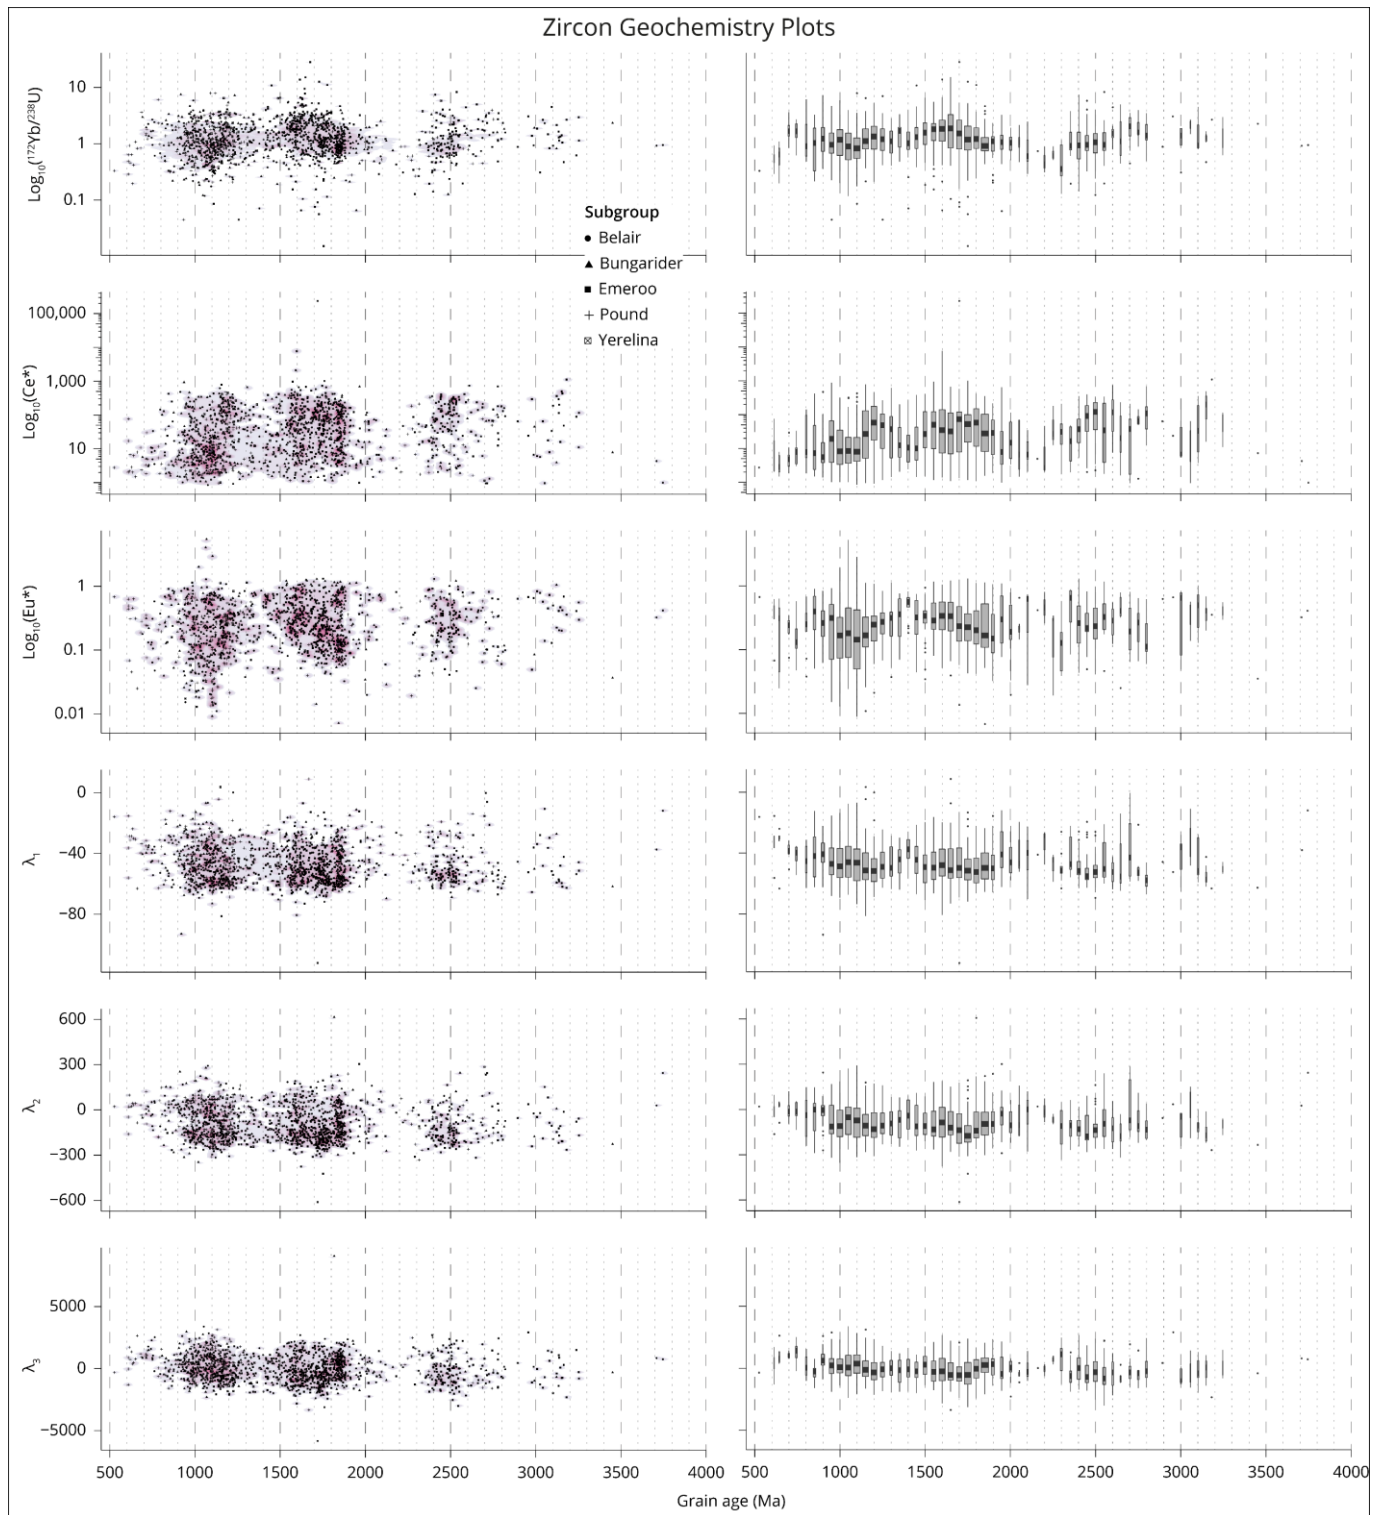 Zircon Geochemistry Plots
Log₁₀(¹⁷²Yb/²³⁸U)
10
1
0.1
Subgroup
Belair
Bungarider
Emeroo
Pound
Yerelina
Log₁₀(Ce*)
100,000
1,000
10
Log₁₀(Eu*)
1
0.1
0.01
λ₁
0
−40
−80
λ₂
600
300
0
−300
−600
λ₃
5000
0
−5000
500 1000 1500 2000 2500 3000 3500 4000 500 1000 1500 2000 2500 3000 3500 4000
Grain age (Ma)